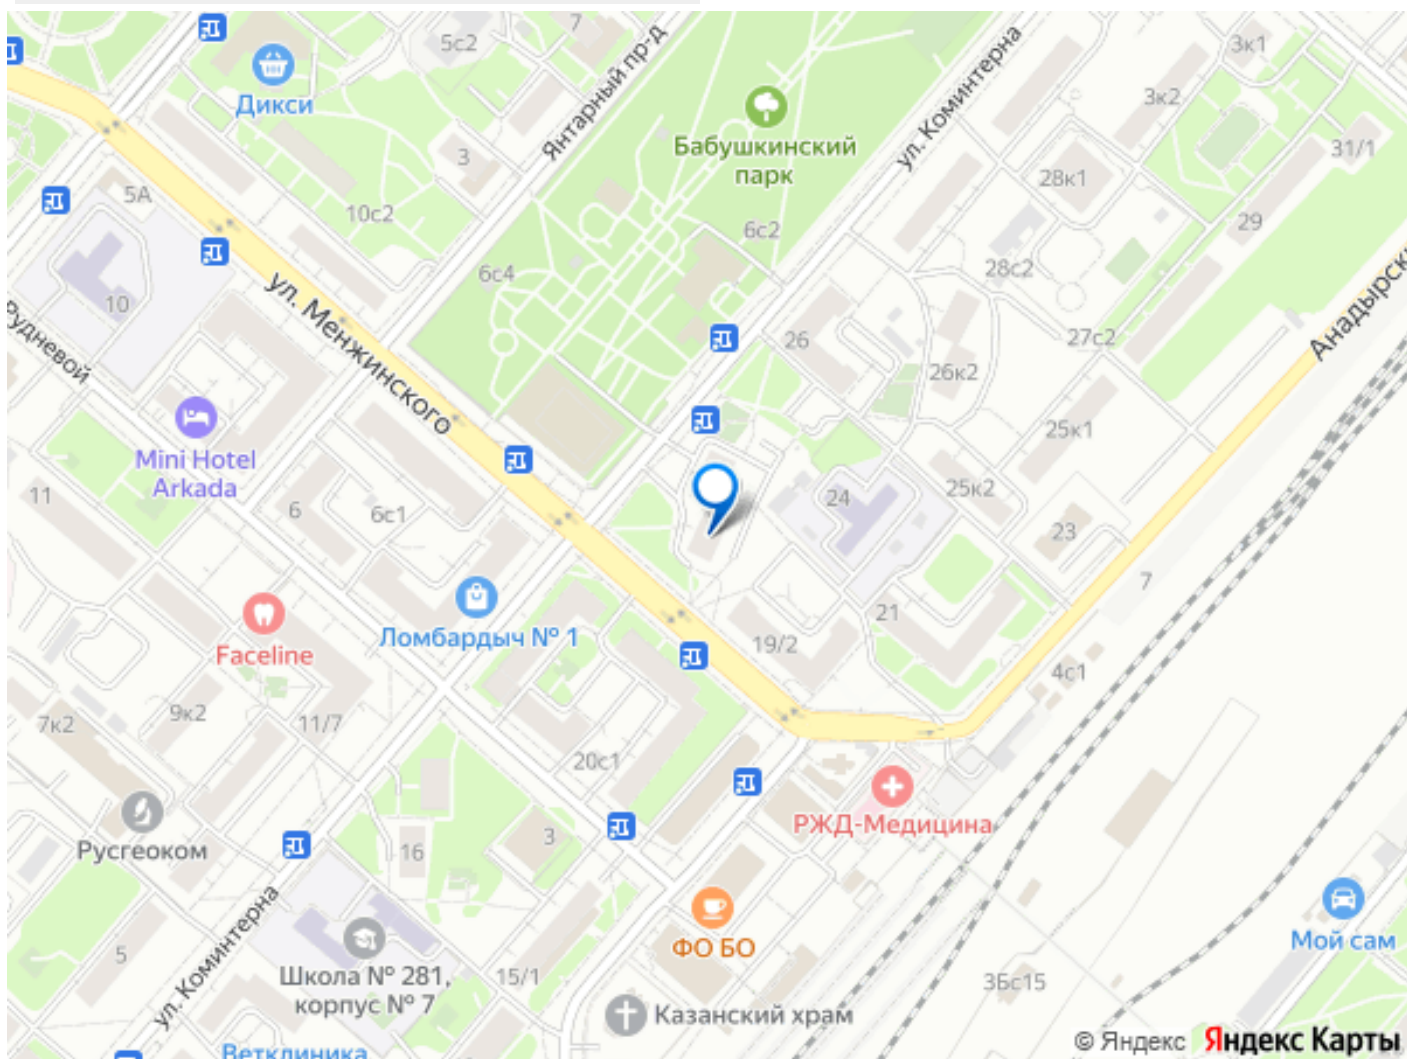 5с2
7
Янтарный пр-д
ул. Коминтерна
3к1
Дикси
3к2
Бабушкинский
парк
31/1
3
28к1
5А
10с2
29
6с2
6с4
28с2
10
ул. Менжинского
Рудневой
26
27с2
Анадырски
26к2
25к1
Mini Hotel
Arkada
11
6
6с1
24
25к2
23
7
21
Ломбардыч № 1
19/2
Faceline
4с1
9к2
7к2
11/7
20с1
РЖД-Медицина
3
16
Русгеоком
ул. Коминтерна
ФО БО
Мой сам
5
Школа № 281,
корпус № 7
15/1
3Бс15
Казанский храм
Ветклиника
© Яндекс Яндекс Карты